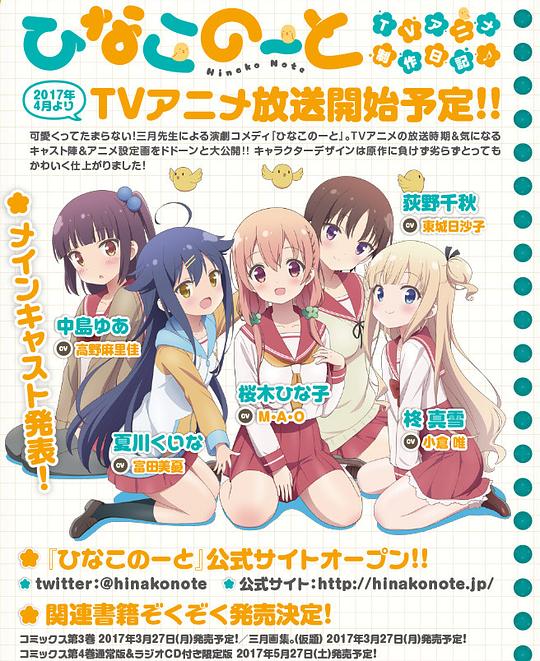 ひなこのーと
Hinako Note
TVアニメ
制作日記♪
2017年
4月より
TVアニメ放送開始予定!!
可愛くってたまらない!三月先生による演劇コメディ『ひなこのーと』。TVアニメの放送時期&気になる
キャスト陣&アニメ設定画をドドーンと大公開!! キャラクターデザインは原作に負けず劣らずとっても
かわいく仕上がりました!
メインキャスト発表!
荻野千秋
CV 東城日沙子
中島ゆあ
CV 高野麻里佳
桜木ひな子
CV M・A・O
柊 真雪
CV 小倉 唯
夏川くいな
CV 富田美憂
『ひなこのーと』公式サイトオープン!!
twitter:@hinakonote 公式サイト:http://hinakonote.jp/
関連書籍ぞくぞく発売決定!
コミックス第3巻 2017年3月27日(月)発売予定!/三月画集。(仮題) 2017年3月27日(月)発売予定!
コミックス第4巻通常版&ラジオCD付き限定版 2017年5月27日(土)発売予定!